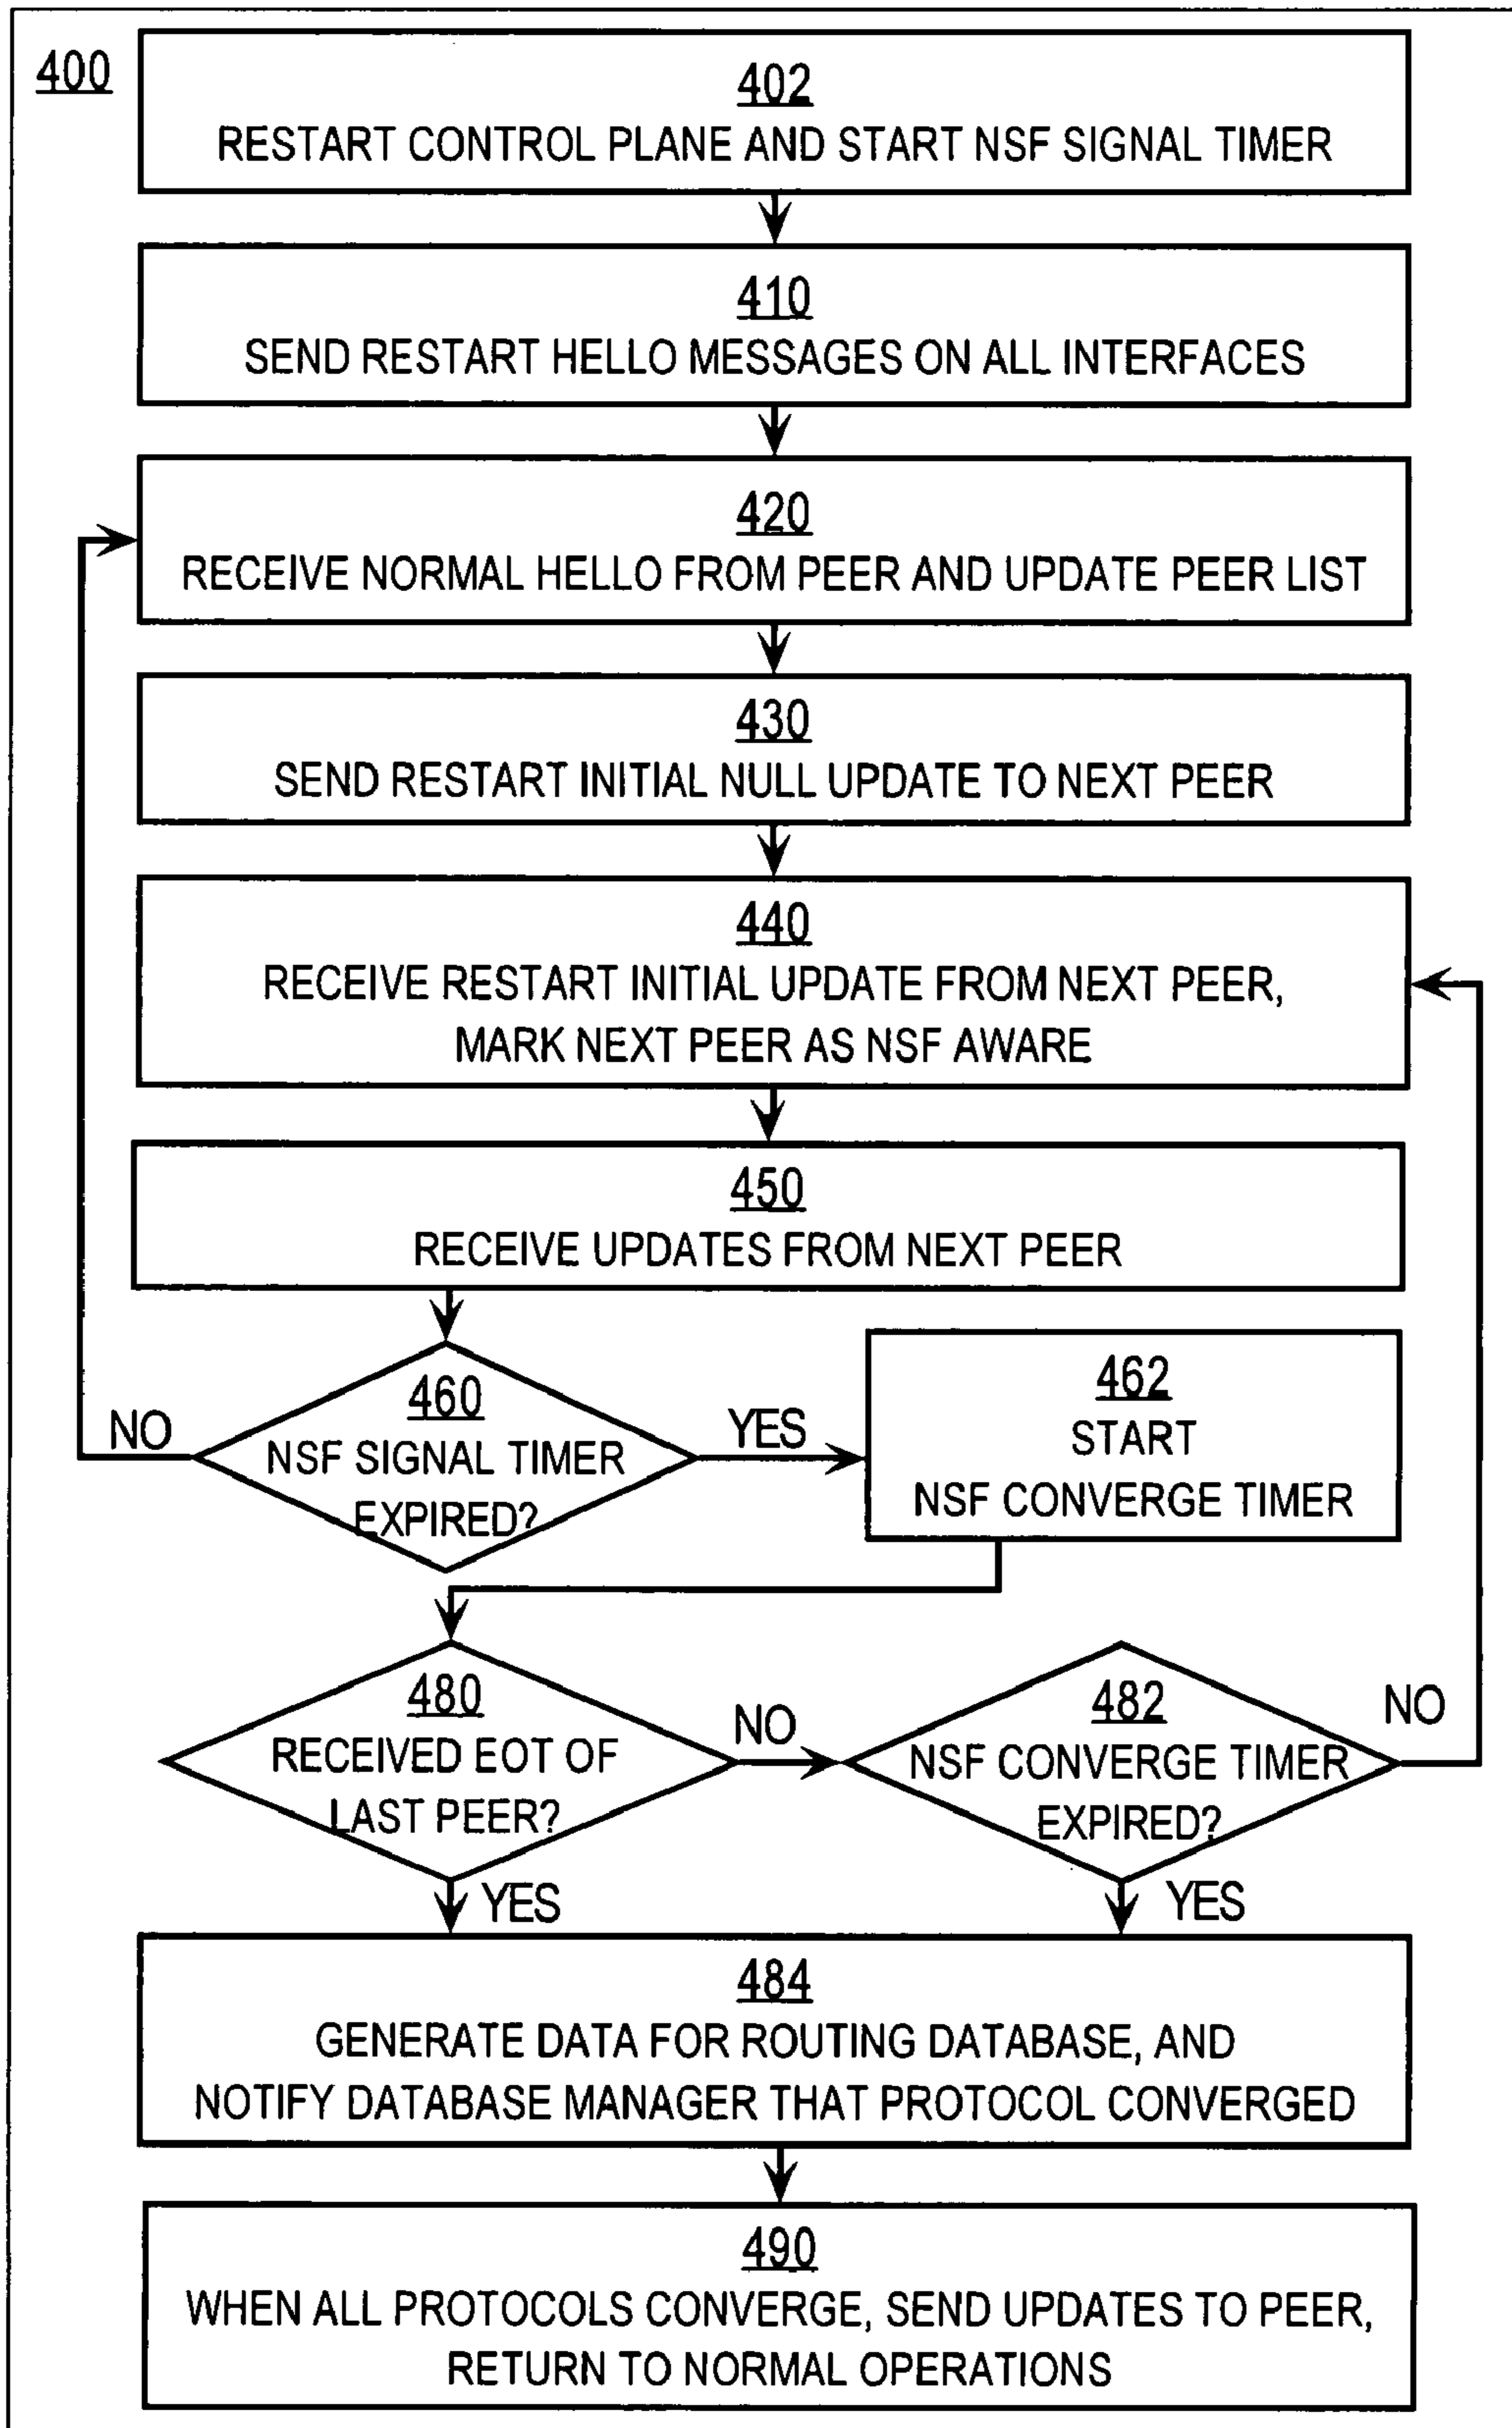 400
402
RESTART CONTROL PLANE AND START NSF SIGNAL TIMER
410
SEND RESTART HELLO MESSAGES ON ALL INTERFACES
420
RECEIVE NORMAL HELLO FROM PEER AND UPDATE PEER LIST
430
SEND RESTART INITIAL NULL UPDATE TO NEXT PEER
440
RECEIVE RESTART INITIAL UPDATE FROM NEXT PEER,
MARK NEXT PEER AS NSF AWARE
450
RECEIVE UPDATES FROM NEXT PEER
460
NSF SIGNAL TIMER
EXPIRED?
NO
YES
462
START
NSF CONVERGE TIMER
480
RECEIVED EOT OF
LAST PEER?
NO
YES
482
NSF CONVERGE TIMER
EXPIRED?
NO
YES
484
GENERATE DATA FOR ROUTING DATABASE, AND
NOTIFY DATABASE MANAGER THAT PROTOCOL CONVERGED
490
WHEN ALL PROTOCOLS CONVERGE, SEND UPDATES TO PEER,
RETURN TO NORMAL OPERATIONS